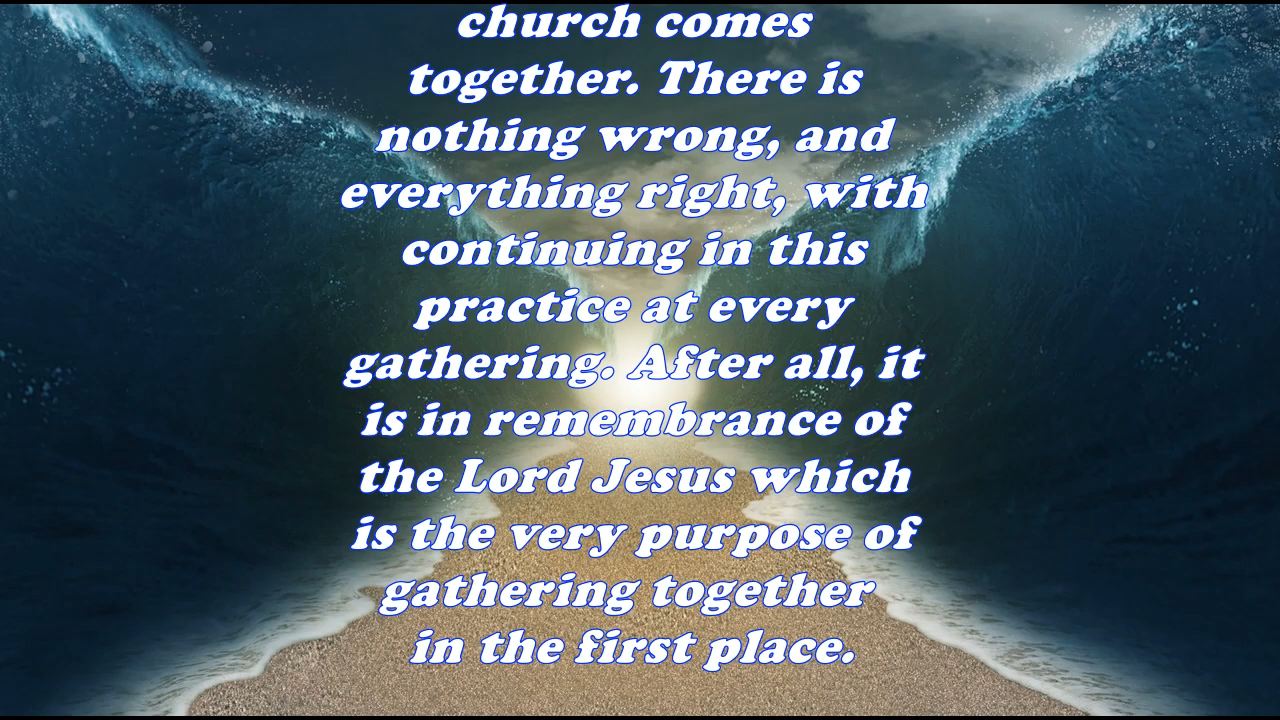 church comes
together. There is
nothing wrong, and
everything right, with
continuing in this
practice at every
gathering. After all, it
is in remembrance of
the Lord Jesus which
is the very purpose of
gathering together
in the first place.